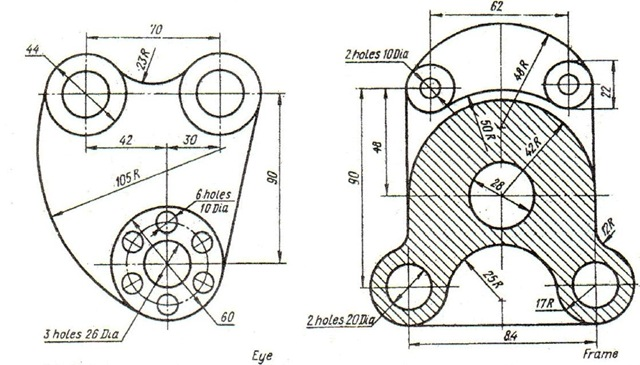 70
44
23R
42
30
105R
90
6 holes
10 Dia
60
3 holes 26 Dia
Eye
62
2 holes 10 Dia
48R
22
50R
42R
48
90
28
12R
25R
17R
2 holes 20 Dia
84
Frame